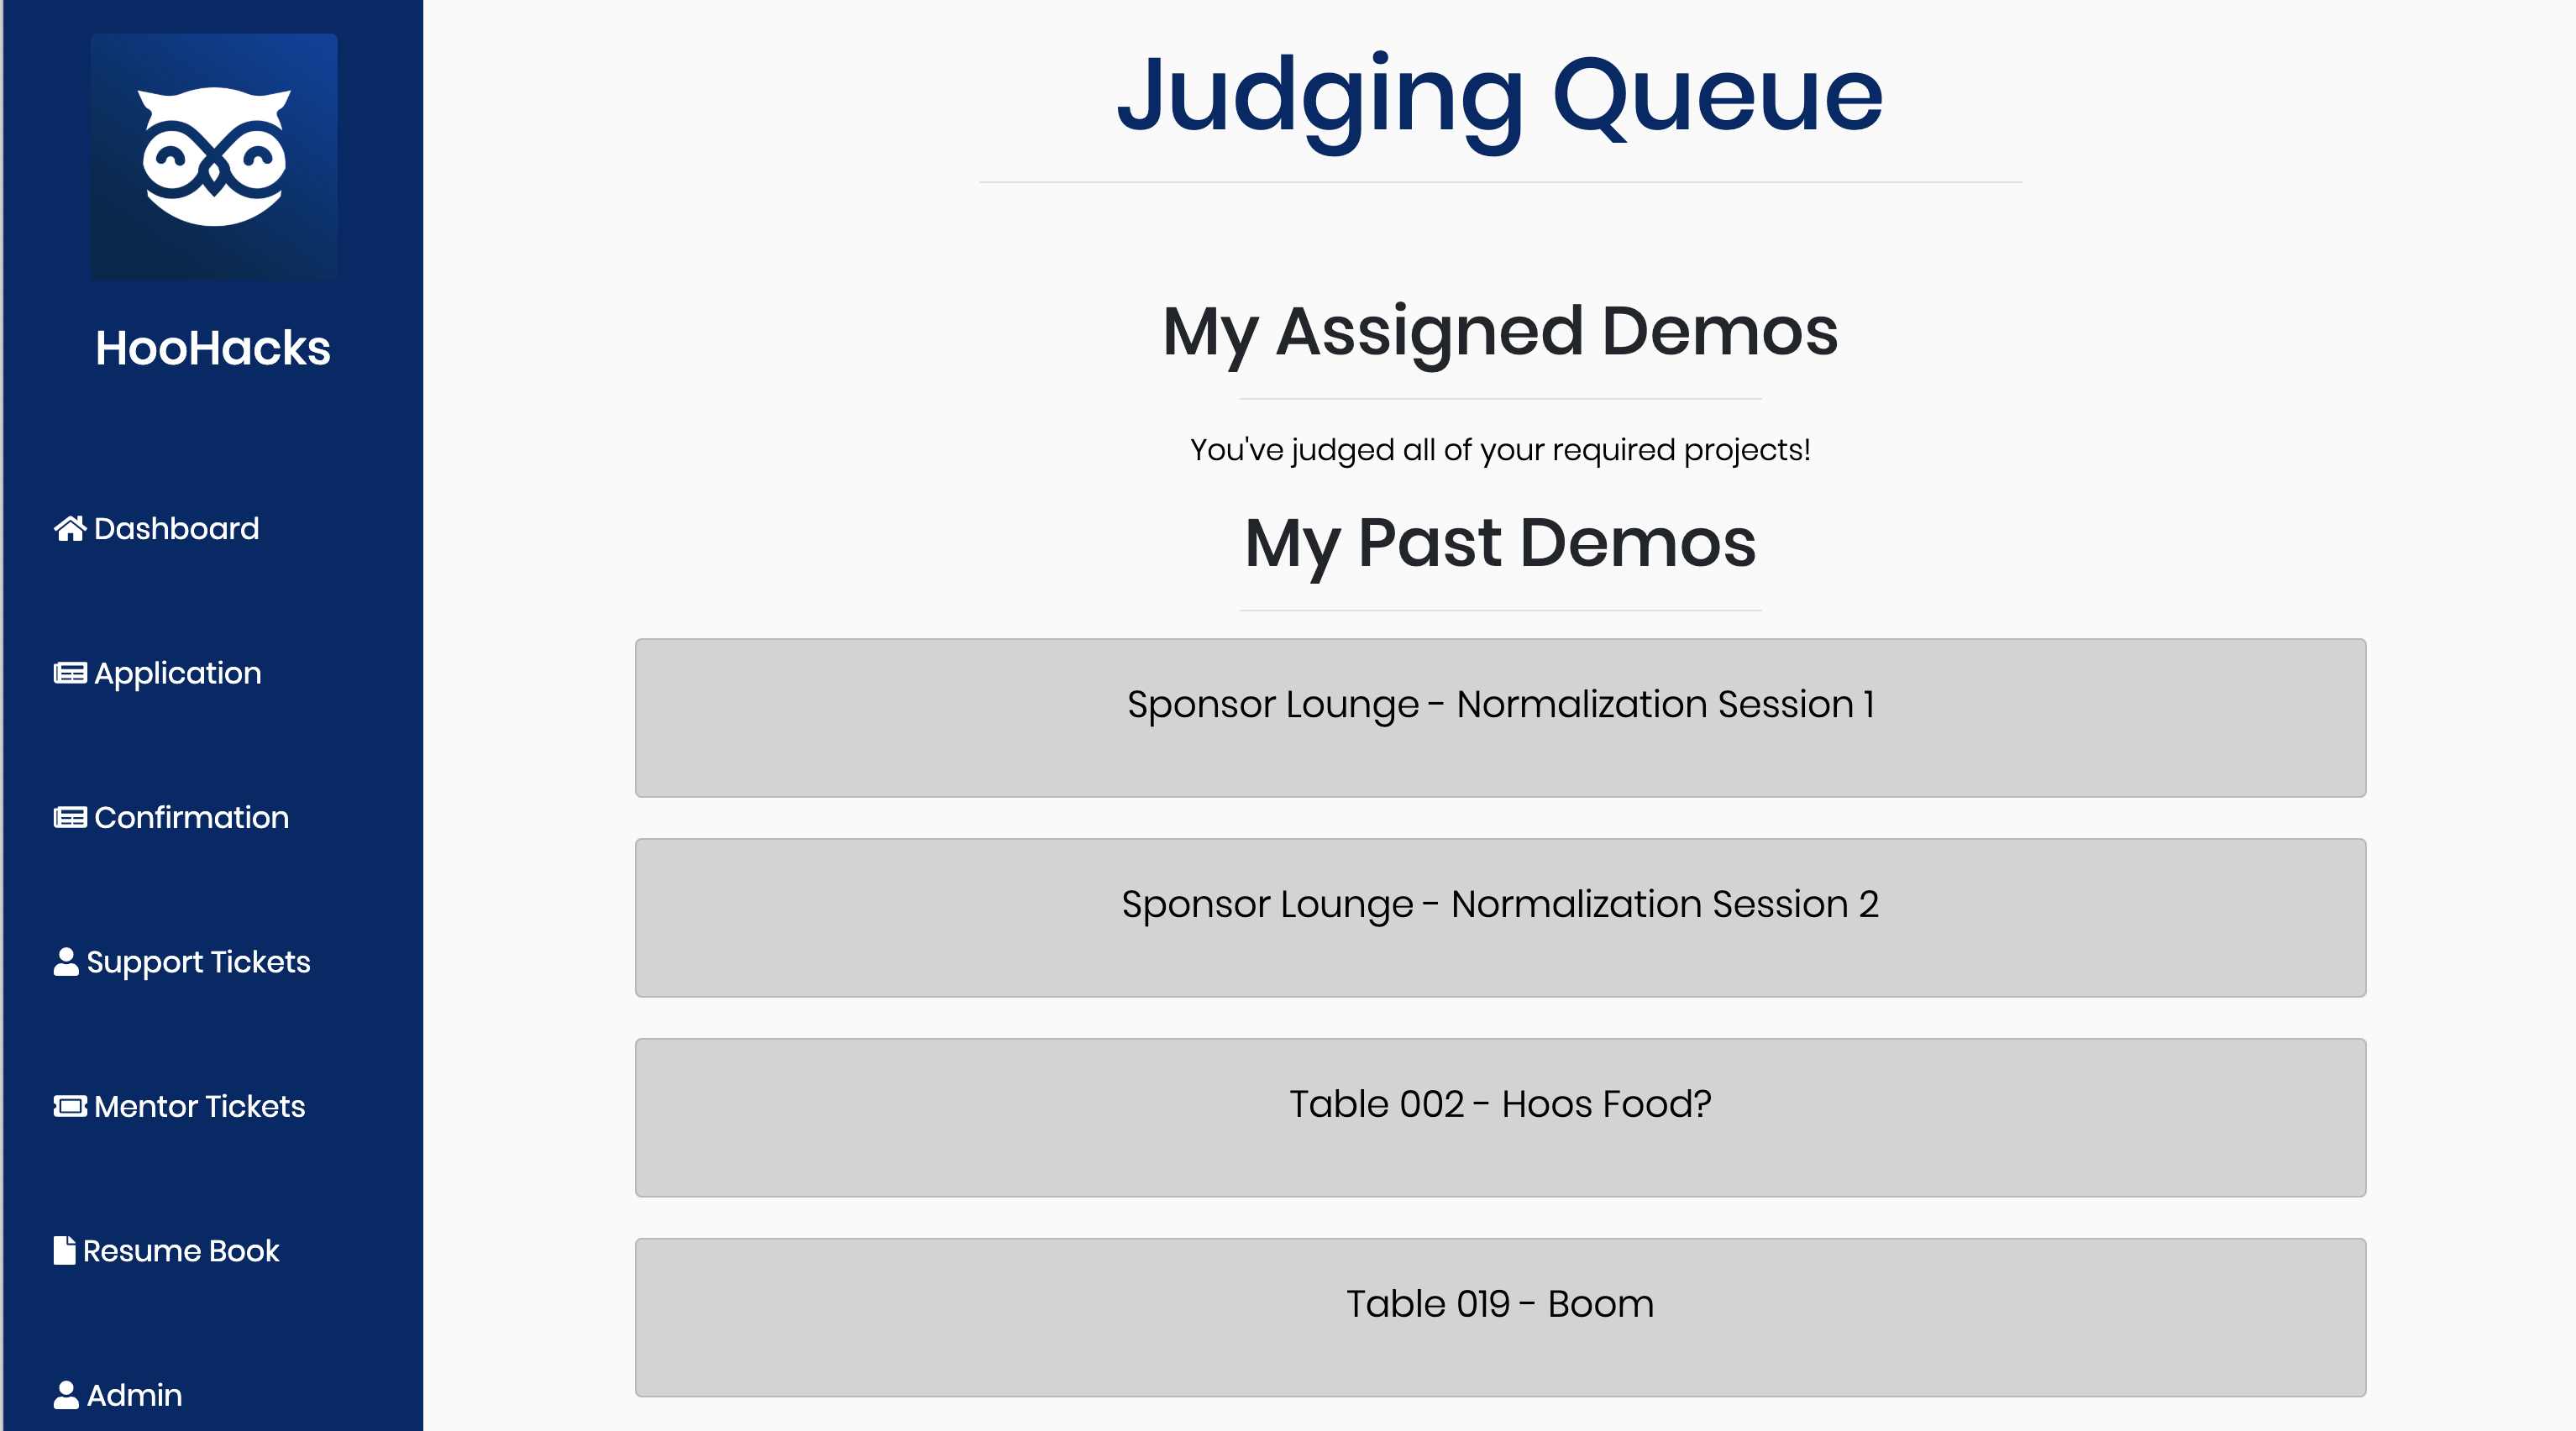 HooHacks
Dashboard
Application
Confirmation
Support Tickets
Mentor Tickets
Resume Book
Admin
Judging Queue
My Assigned Demos
You've judged all of your required projects!
My Past Demos
Sponsor Lounge - Normalization Session 1
Sponsor Lounge - Normalization Session 2
Table 002 - Hoos Food?
Table 019 - Boom